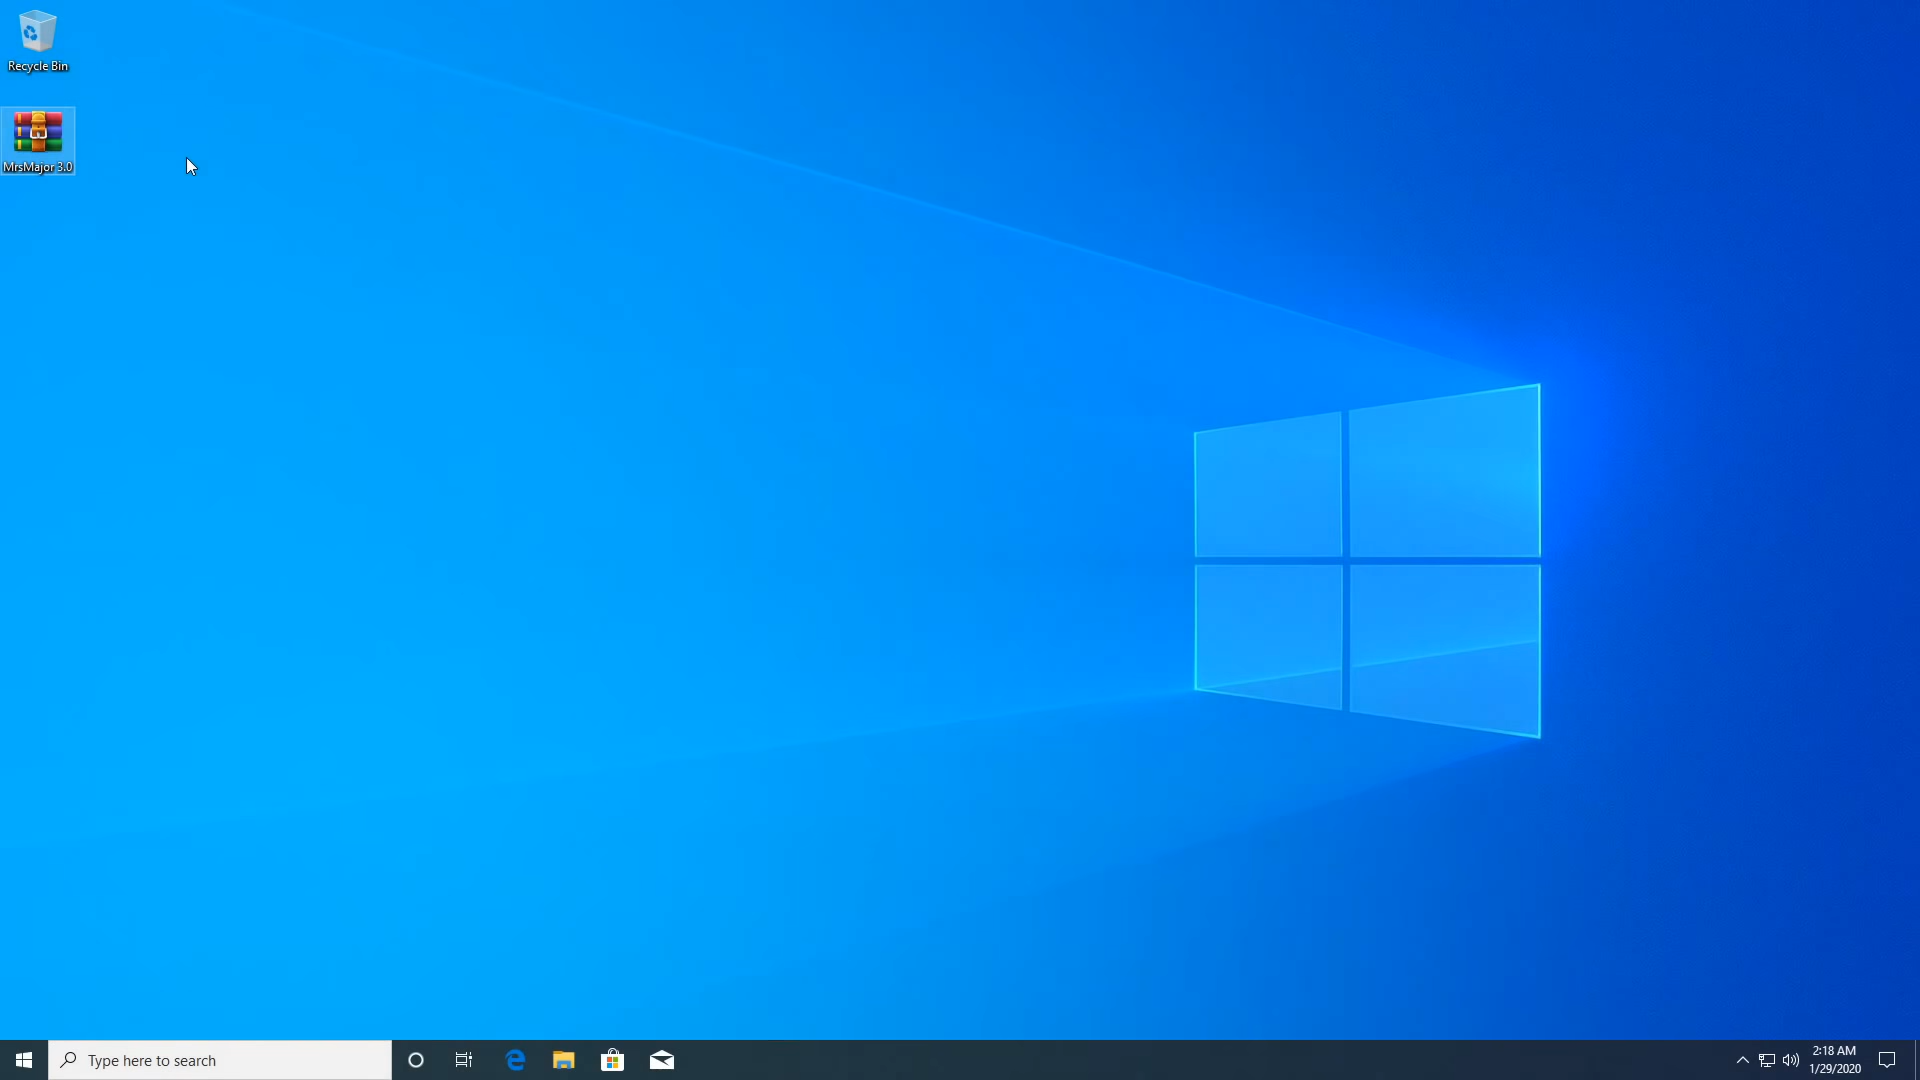 Recycle Bin
MrsMajor 3.0
Type here to search
2:18 AM
1/29/2020